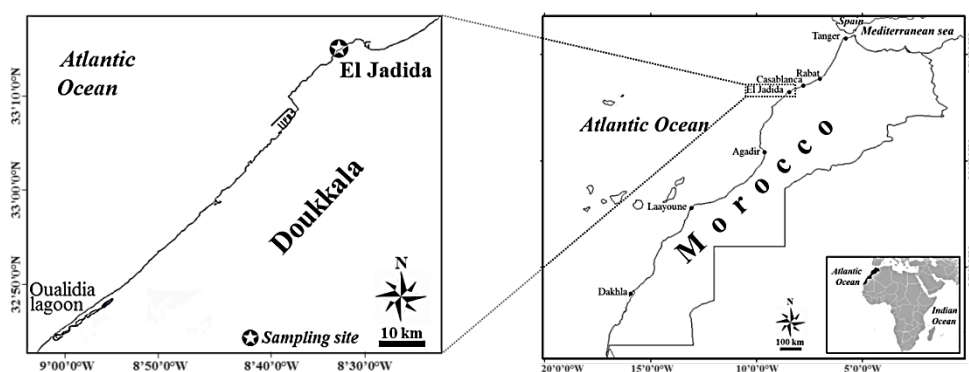 Atlantic
Ocean
El Jadida
Doukkala
Oualidia
lagoon
N
10 km
Sampling site
33°10'0"N
33°00'0"N
32°50'0"N
9°00'0"W
8°50'0"W
8°40'0"W
8°30'0"W
Spain
Tanger
Mediterranean sea
Rabat
Casablanca
El Jadida
Atlantic Ocean
Agadir
Morocco
Laayoune
Dakhla
N
100 km
Atlantic
Ocean
Indian
Ocean
20°0'0"W
15°0'0"W
10°0'0"W
5°0'0"W